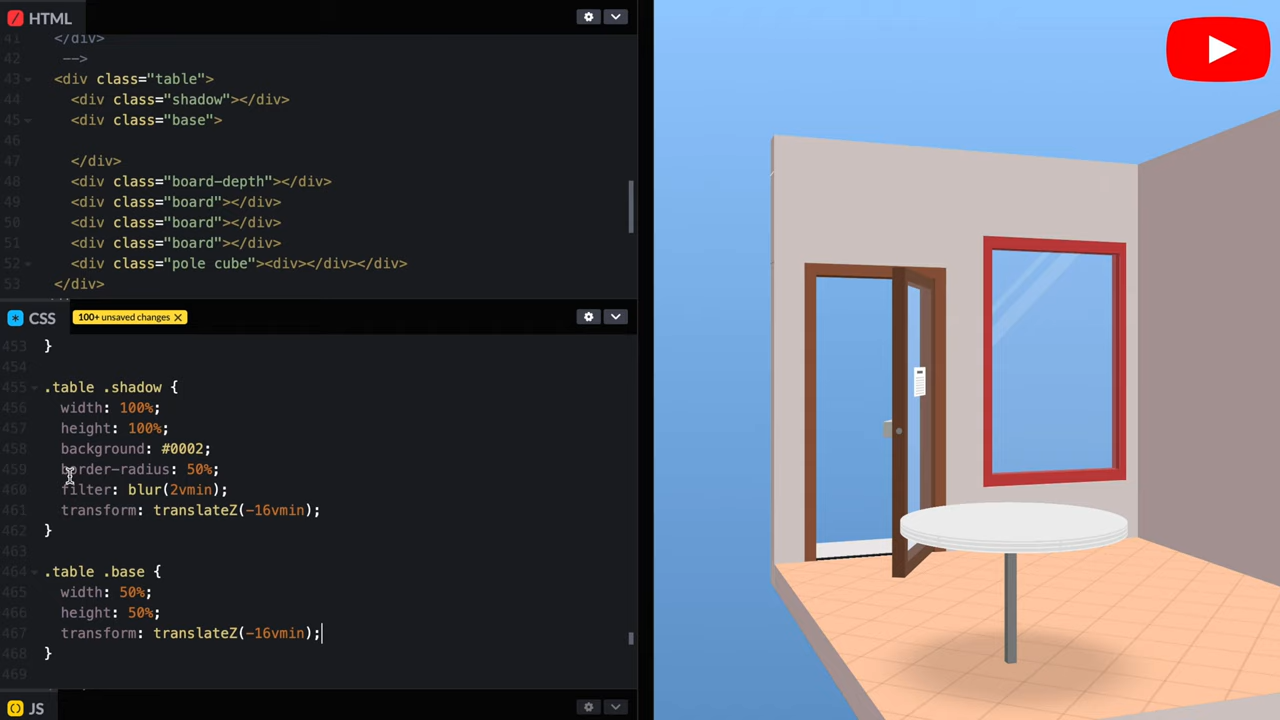 HTML
41 </div>
42 -->
43 <div class="table">
44 <div class="shadow"></div>
45 <div class="base">
46
47 </div>
48 <div class="board-depth"></div>
49 <div class="board"></div>
50 <div class="board"></div>
51 <div class="board"></div>
52 <div class="pole cube"><div></div></div>
53 </div>
CSS 100+ unsaved changes X
453 }
454
455 .table .shadow {
456 width: 100%;
457 height: 100%;
458 background: #0002;
459 border-radius: 50%;
460 filter: blur(2vmin);
461 transform: translateZ(-16vmin);
462 }
463
464 .table .base {
465 width: 50%;
466 height: 50%;
467 transform: translateZ(-16vmin);
468 }
469
JS